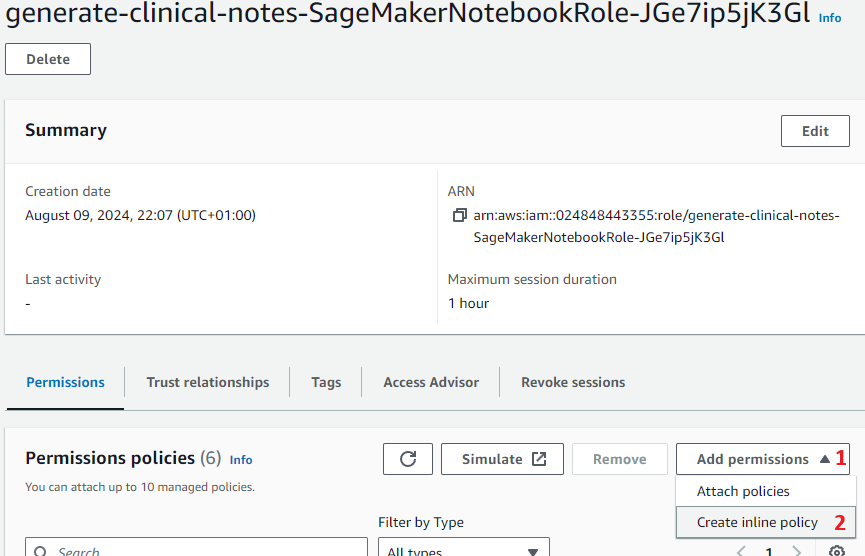 generate-clinical-notes-SageMakerNotebookRole-JGe7ip5jK3Gl Info
Delete
Summary
Edit
Creation date
August 09, 2024, 22:07 (UTC+01:00)
ARN
arn:aws:iam::024848443355:role/generate-clinical-notes-
SageMakerNotebookRole-JGe7ip5jK3Gl
Last activity
-
Maximum session duration
1 hour
Permissions Trust relationships Tags Access Advisor Revoke sessions
Permissions policies (6) Info
Simulate Remove Add permissions 1
You can attach up to 10 managed policies.
Attach policies
Create inline policy 2
Filter by Type
Search
All types
1